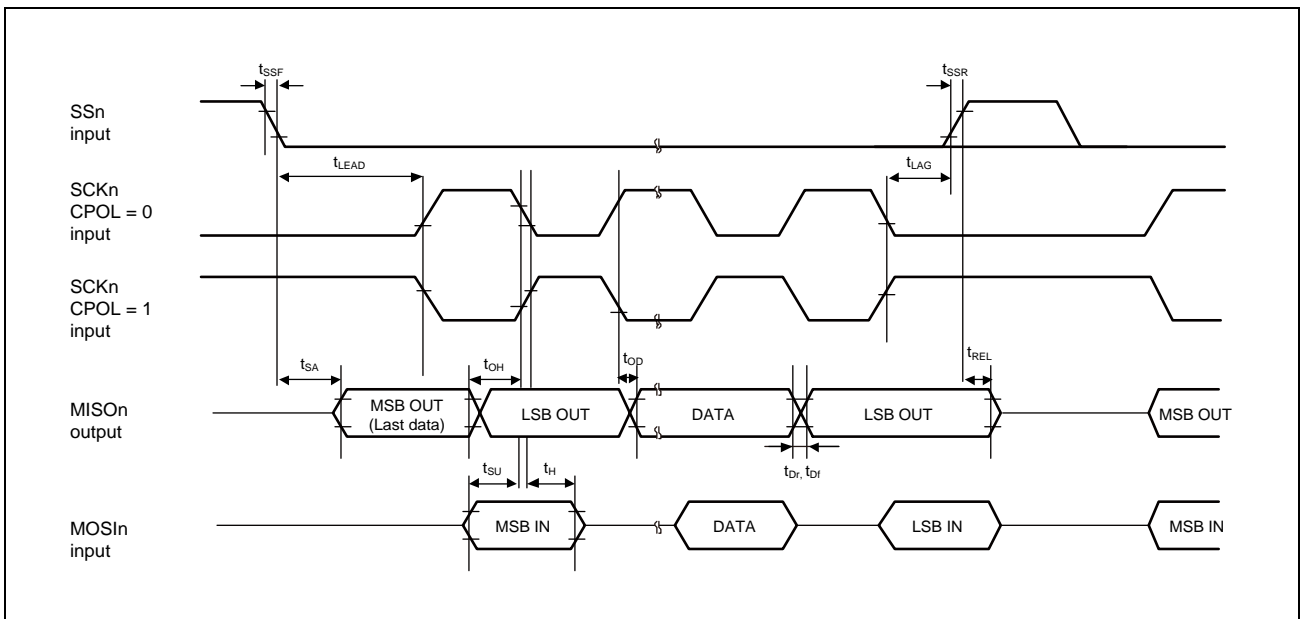 tSSF
tSSR
SSn
input
tLEAD
tLAG
SCKn
CPOL = 0
input
SCKn
CPOL = 1
input
tSA
tOH
tOD
tREL
MISOn
output
MSB OUT
(Last data)
LSB OUT
DATA
LSB OUT
MSB OUT
tSU
tH
tDr, tDf
MOSIn
input
MSB IN
DATA
LSB IN
MSB IN